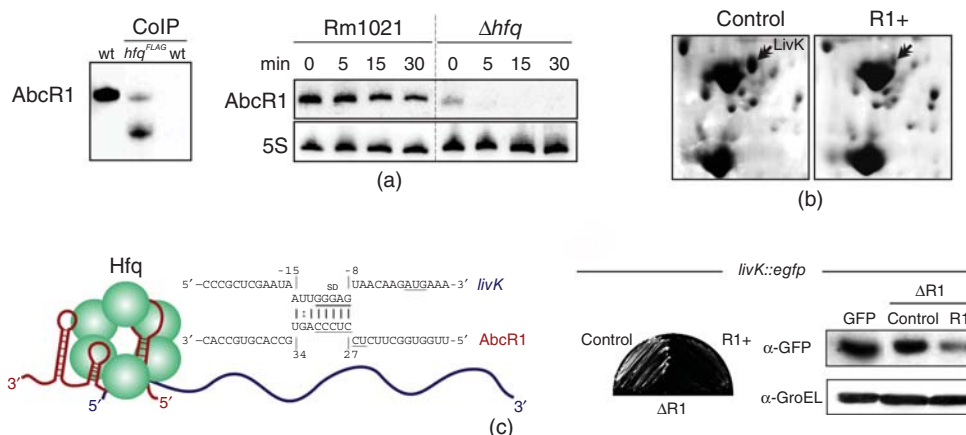 CoIP
wt hfq^FLAG wt
AbcR1
Rm1021 Δhfq
min 0 5 15 30 0 5 15 30
AbcR1
5S
(a)
Control R1+
LivK
(b)
Hfq
-15 -8
5′-CCCGCUCGAAUA UAACAAGAUGAAA-3′ livK
SD
AUUGGGAG
UGACCCUC
3′-CACCGUGCACCG CUCUUCGGUGGUU-5′ AbcR1
34 27
3′
5′ 3′
3′
(c)
livK::egfp
Control R1+
ΔR1
ΔR1
GFP Control R1
α-GFP
α-GroEL